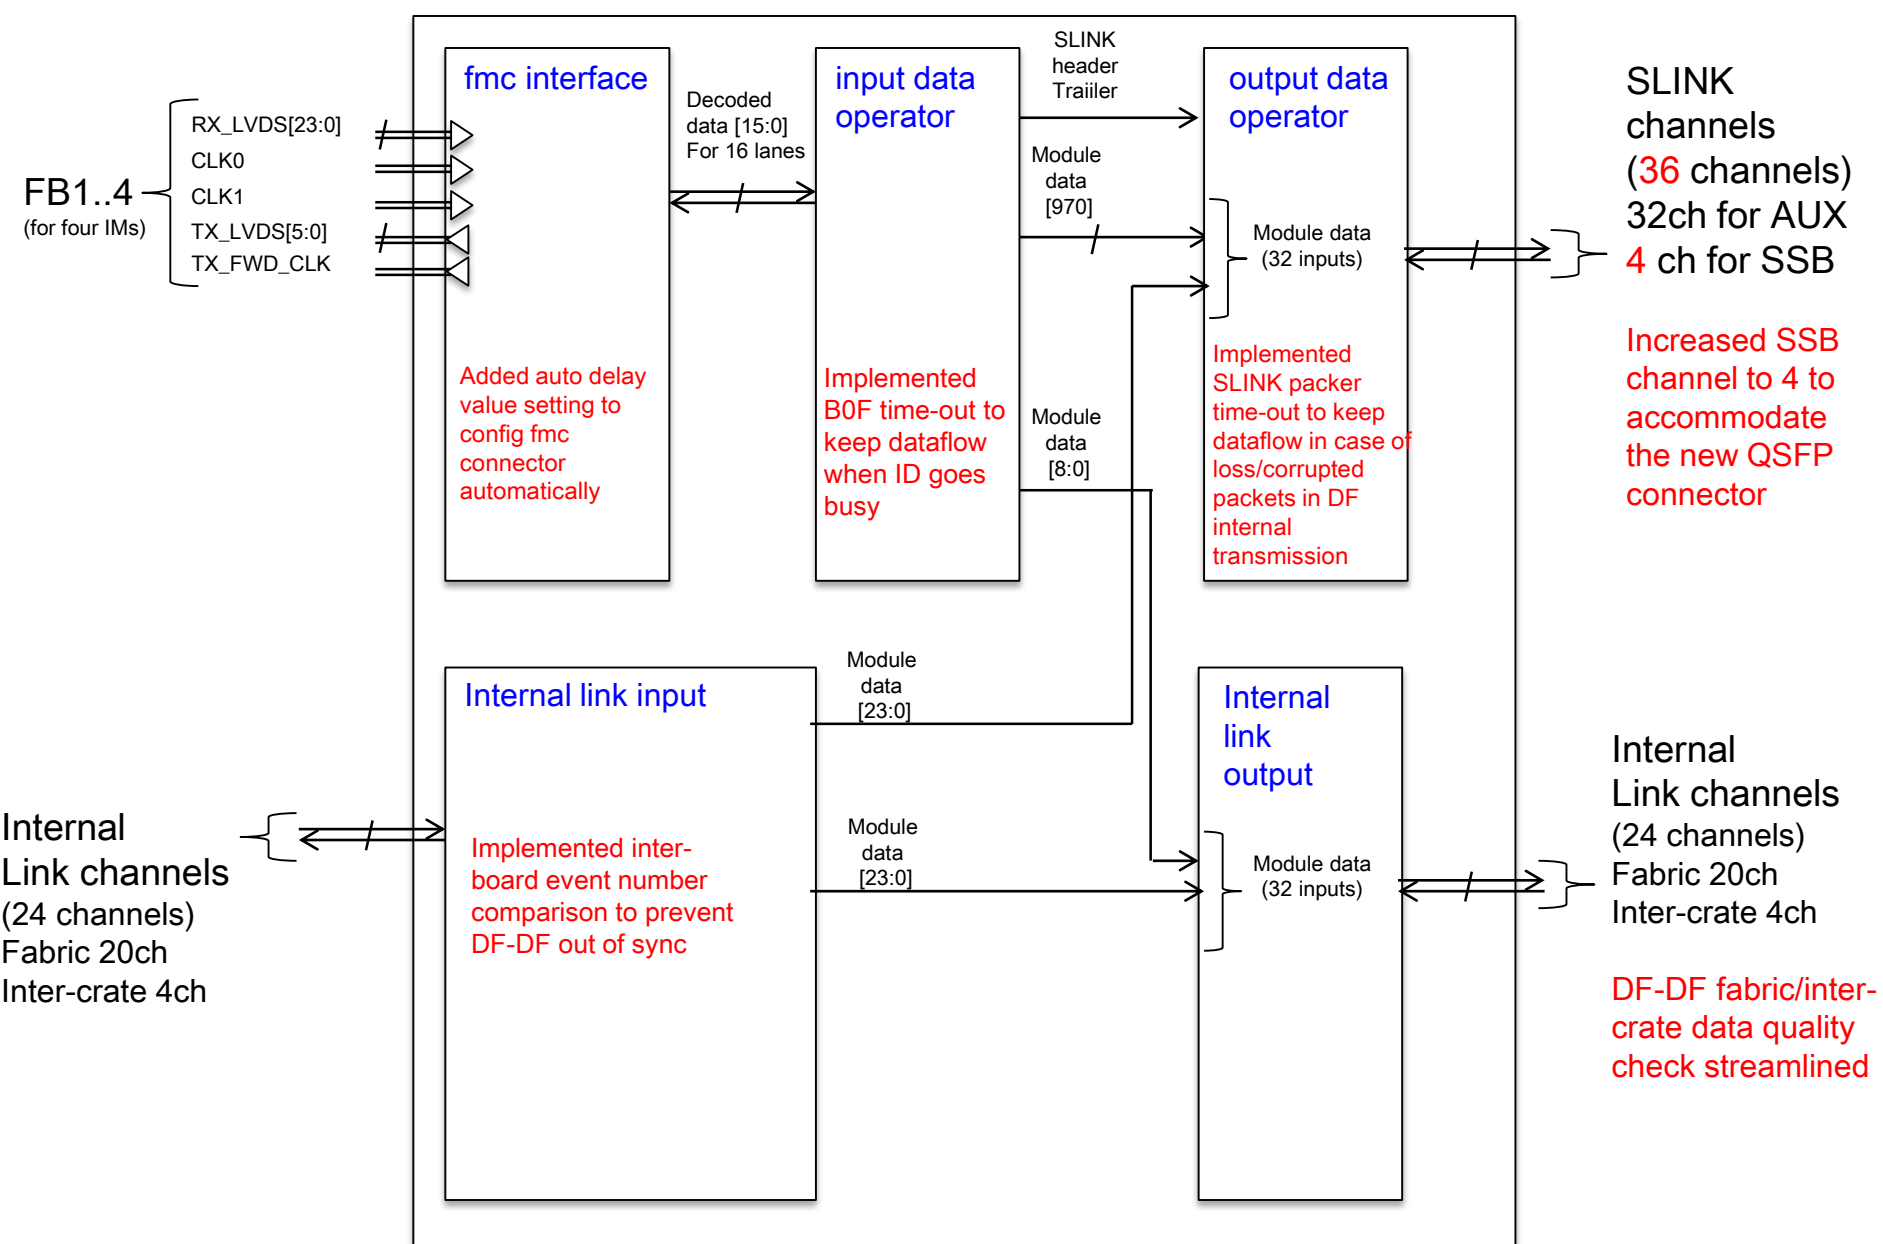 FB1..4
(for four IMs)
RX_LVDS[23:0]
CLK0
CLK1
TX_LVDS[5:0]
TX_FWD_CLK
fmc interface
Added auto delay
value setting to
config fmc
connector
automatically
Decoded
data [15:0]
For 16 lanes
input data
operator
Implemented
B0F time-out to
keep dataflow
when ID goes
busy
SLINK
header
Traiiler
Module
data
[970]
Module
data
[8:0]
output data
operator
Module data
(32 inputs)
Implemented
SLINK packer
time-out to keep
dataflow in case of
loss/corrupted
packets in DF
internal
transmission
SLINK
channels
(36 channels)
32ch for AUX
4 ch for SSB
Increased SSB
channel to 4 to
accommodate
the new QSFP
connector
Internal
Link channels
(24 channels)
Fabric 20ch
Inter-crate 4ch
Internal link input
Implemented inter-
board event number
comparison to prevent
DF-DF out of sync
Module
data
[23:0]
Module
data
[23:0]
Internal
link
output
Module data
(32 inputs)
Internal
Link channels
(24 channels)
Fabric 20ch
Inter-crate 4ch
DF-DF fabric/inter-
crate data quality
check streamlined